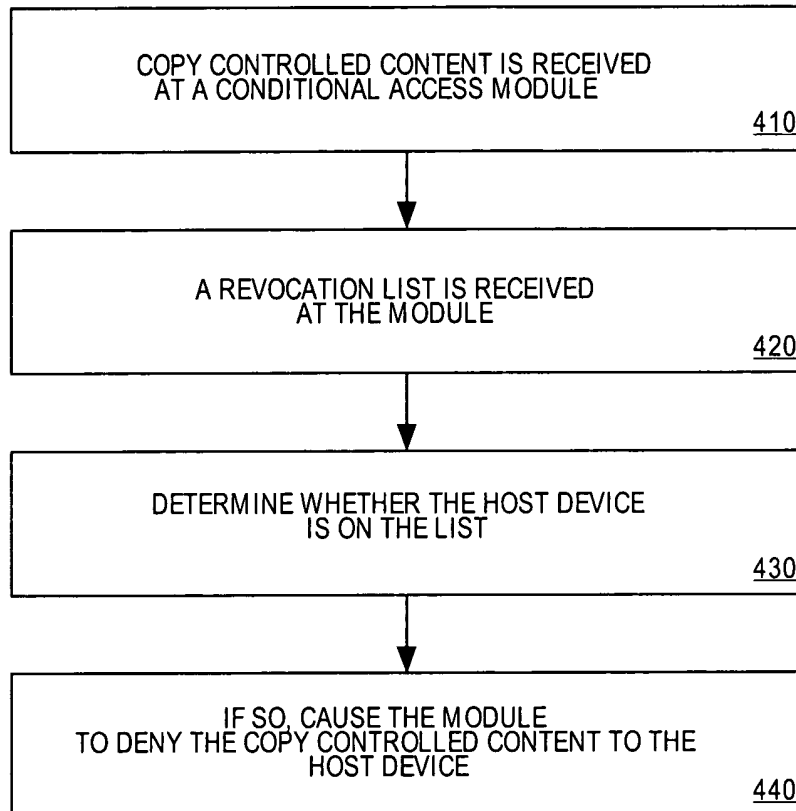 COPY CONTROLLED CONTENT IS RECEIVED
AT A CONDITIONAL ACCESS MODULE
410
A REVOCATION LIST IS RECEIVED
AT THE MODULE
420
DETERMINE WHETHER THE HOST DEVICE
IS ON THE LIST
430
IF SO, CAUSE THE MODULE
TO DENY THE COPY CONTROLLED CONTENT TO THE
HOST DEVICE
440